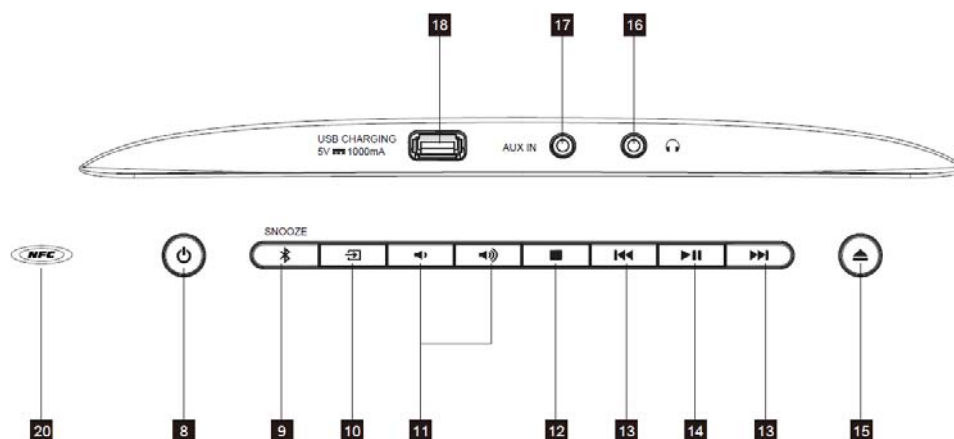 18 17 16
USB CHARGING
5V 1000mA
AUX IN
SNOOZE
NFC
20 8 9 10 11 12 13 14 13 15